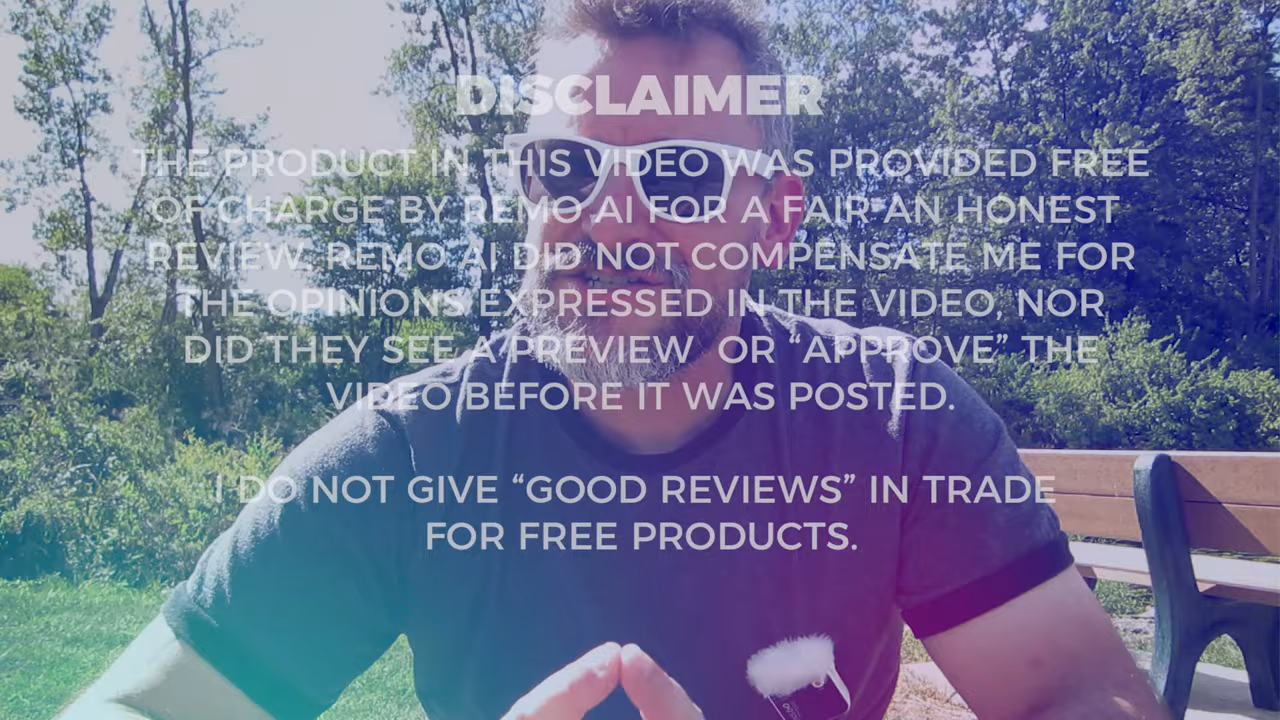 DISCLAIMER
THE PRODUCT IN THIS VIDEO WAS PROVIDED FREE
OF CHARGE BY REMO AI FOR A FAIR AN HONEST
REVIEW. REMO AI DID NOT COMPENSATE ME FOR
THE OPINIONS EXPRESSED IN THE VIDEO, NOR
DID THEY SEE A PREVIEW OR “APPROVE” THE
VIDEO BEFORE IT WAS POSTED.
I DO NOT GIVE “GOOD REVIEWS” IN TRADE
FOR FREE PRODUCTS.